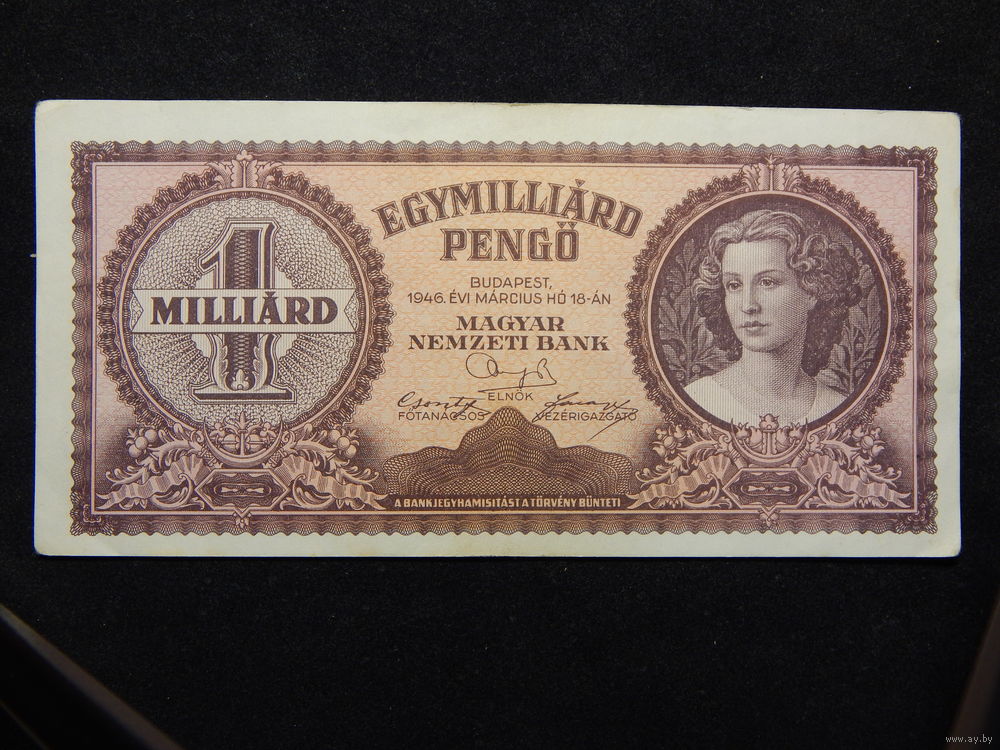 1
MILLIÁRD
EGYMILLIÁRD
PENGŐ
BUDAPEST,
1946. ÉVI MÁRCIUS HÓ 18-ÁN
MAGYAR
NEMZETI BANK
ELNÖK
FŐTANÁCSOS VEZÉRIGAZGATÓ
A BANKJEGYHAMISITÁST A TÖRVÉNY BÜNTETI
www.ay.by